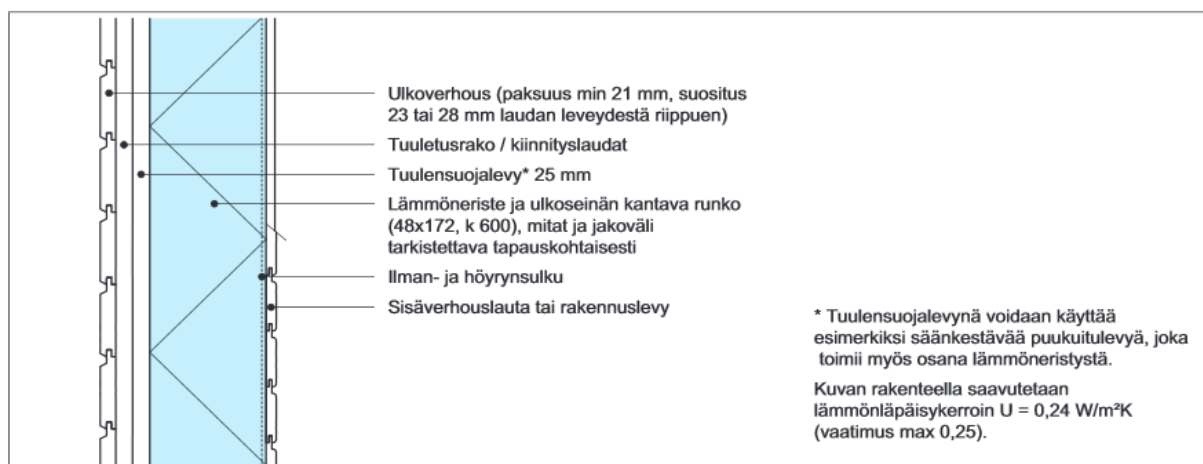 Ulkoverhous (paksuus min 21 mm, suositus
23 tai 28 mm laudan leveydestä riippuen)
Tuuletusrako / kiinnityslaudat
Tuulensuojalevy* 25 mm
Lämmöneriste ja ulkoseinän kantava runko
(48x172, k 600), mitat ja jakoväli
tarkistettava tapauskohtaisesti
Ilman- ja höyrynsulku
Sisäverhouslauta tai rakennuslevy
* Tuulensuojalevynä voidaan käyttää
esimerkiksi säänkestävää puukuitulevyä, joka
toimii myös osana lämmöneristystä.
Kuvan rakenteella saavutetaan
lämmönläpäisykerroin U = 0,24 W/m²K
(vaatimus max 0,25).